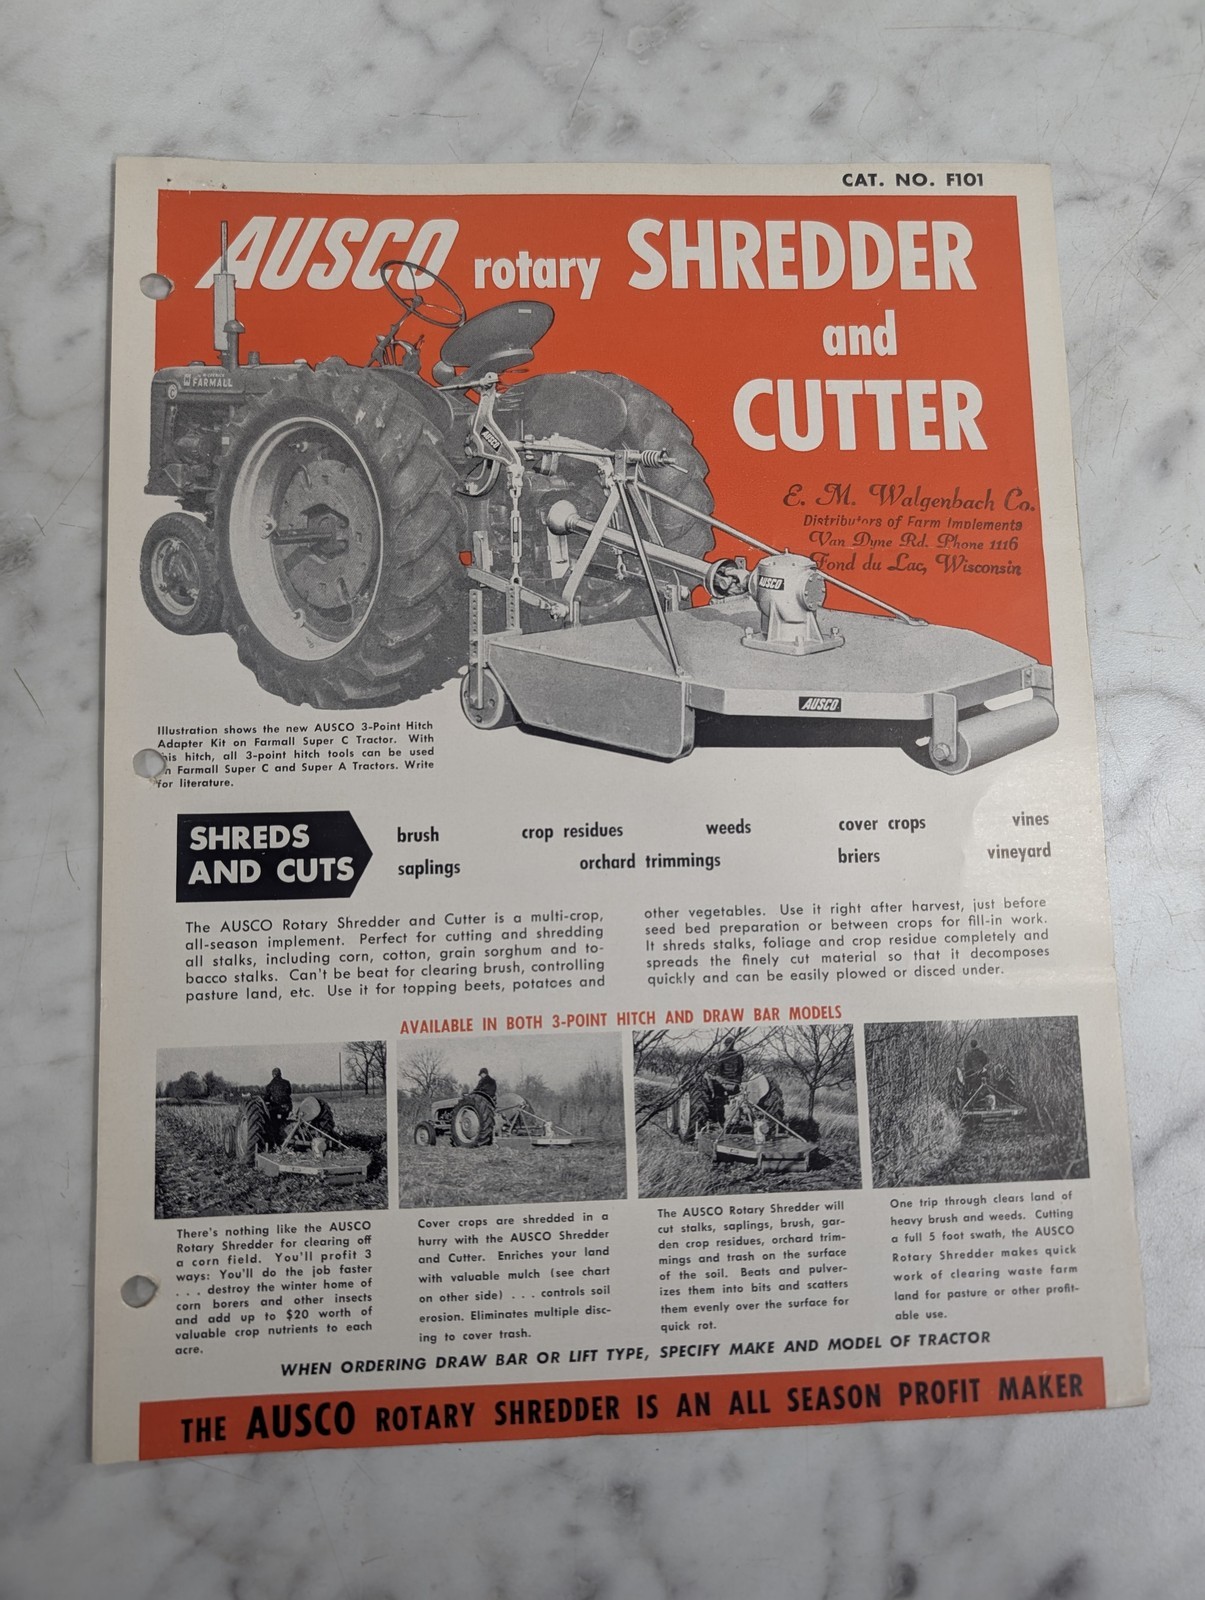 CAT. NO. F101
AUSCO rotary SHREDDER
and
CUTTER
E. M. Walgenbach Co.
Distributors of Farm Implements
Van Dyne Rd. Phone 1116
Fond du Lac, Wisconsin
McCORMICK
FARMALL
C
AUSCO
AUSCO
AUSCO
Illustration shows the new AUSCO 3-Point Hitch
Adapter Kit on Farmall Super C Tractor. With
his hitch, all 3-point hitch tools can be used
n Farmall Super C and Super A Tractors. Write
for literature.
SHREDS
AND CUTS
brush crop residues weeds cover crops vines
saplings orchard trimmings briers vineyard
The AUSCO Rotary Shredder and Cutter is a multi-crop,
all-season implement. Perfect for cutting and shredding
all stalks, including corn, cotton, grain sorghum and to-
bacco stalks. Can't be beat for clearing brush, controlling
pasture land, etc. Use it for topping beets, potatoes and
other vegetables. Use it right after harvest, just before
seed bed preparation or between crops for fill-in work.
It shreds stalks, foliage and crop residue completely and
spreads the finely cut material so that it decomposes
quickly and can be easily plowed or disced under.
AVAILABLE IN BOTH 3-POINT HITCH AND DRAW BAR MODELS
There's nothing like the AUSCO
Rotary Shredder for clearing off
a corn field. You'll profit 3
ways: You'll do the job faster
. . . destroy the winter home of
corn borers and other insects
and add up to $20 worth of
valuable crop nutrients to each
acre.
Cover crops are shredded in a
hurry with the AUSCO Shredder
and Cutter. Enriches your land
with valuable mulch (see chart
on other side) . . . controls soil
erosion. Eliminates multiple disc-
ing to cover trash.
The AUSCO Rotary Shredder will
cut stalks, saplings, brush, gar-
den crop residues, orchard trim-
mings and trash on the surface
of the soil. Beats and pulver-
izes them into bits and scatters
them evenly over the surface for
quick rot.
One trip through clears land of
heavy brush and weeds. Cutting
a full 5 foot swath, the AUSCO
Rotary Shredder makes quick
work of clearing waste farm
land for pasture or other profit-
able use.
WHEN ORDERING DRAW BAR OR LIFT TYPE, SPECIFY MAKE AND MODEL OF TRACTOR
THE AUSCO ROTARY SHREDDER IS AN ALL SEASON PROFIT MAKER